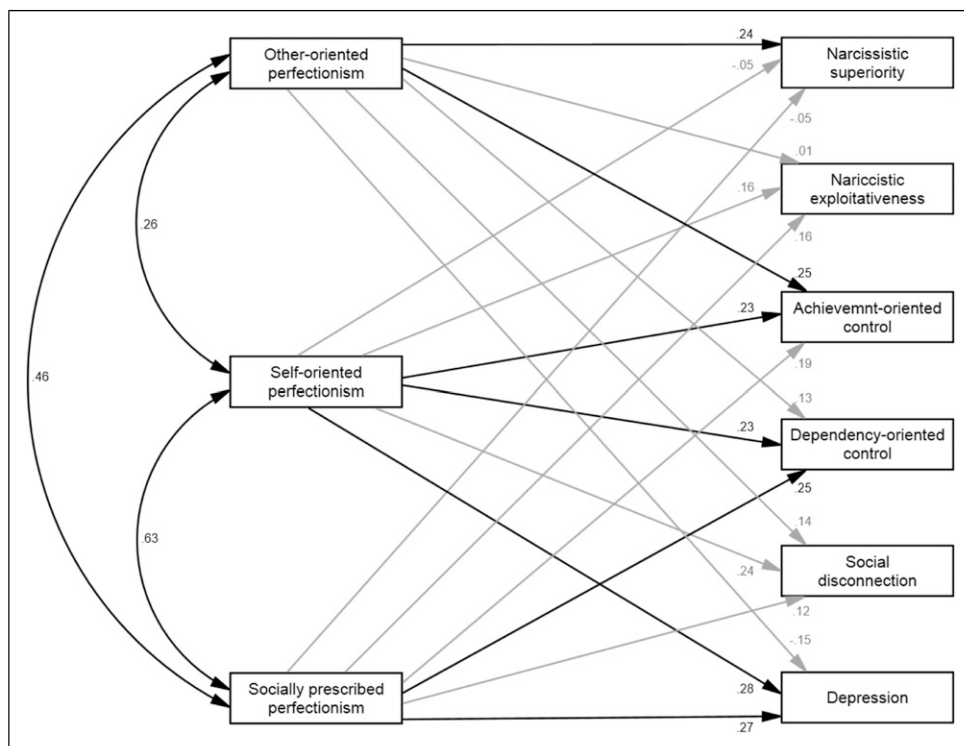 Other-oriented
perfectionism
.24
-.05
Narcissistic
superiority
-.05
.01
.16
Nariccistic
exploitativeness
.16
.26
.25
.23
Achievemnt-oriented
control
.19
.46
Self-oriented
perfectionism
.13
.23
Dependency-oriented
control
.25
.63
.14
.24
Social
disconnection
.12
-.15
Socially prescribed
perfectionism
.28
.27
Depression